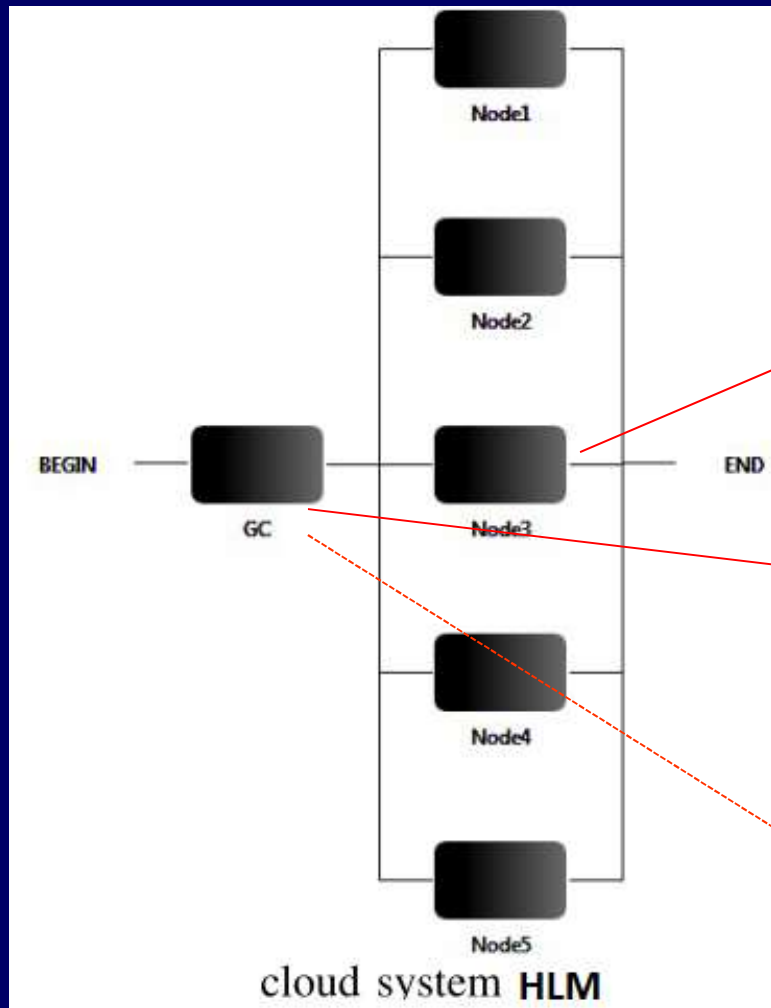 Node1
Node2
BEGIN
END
GC
Node3
Node4
Node5
cloud system HLM